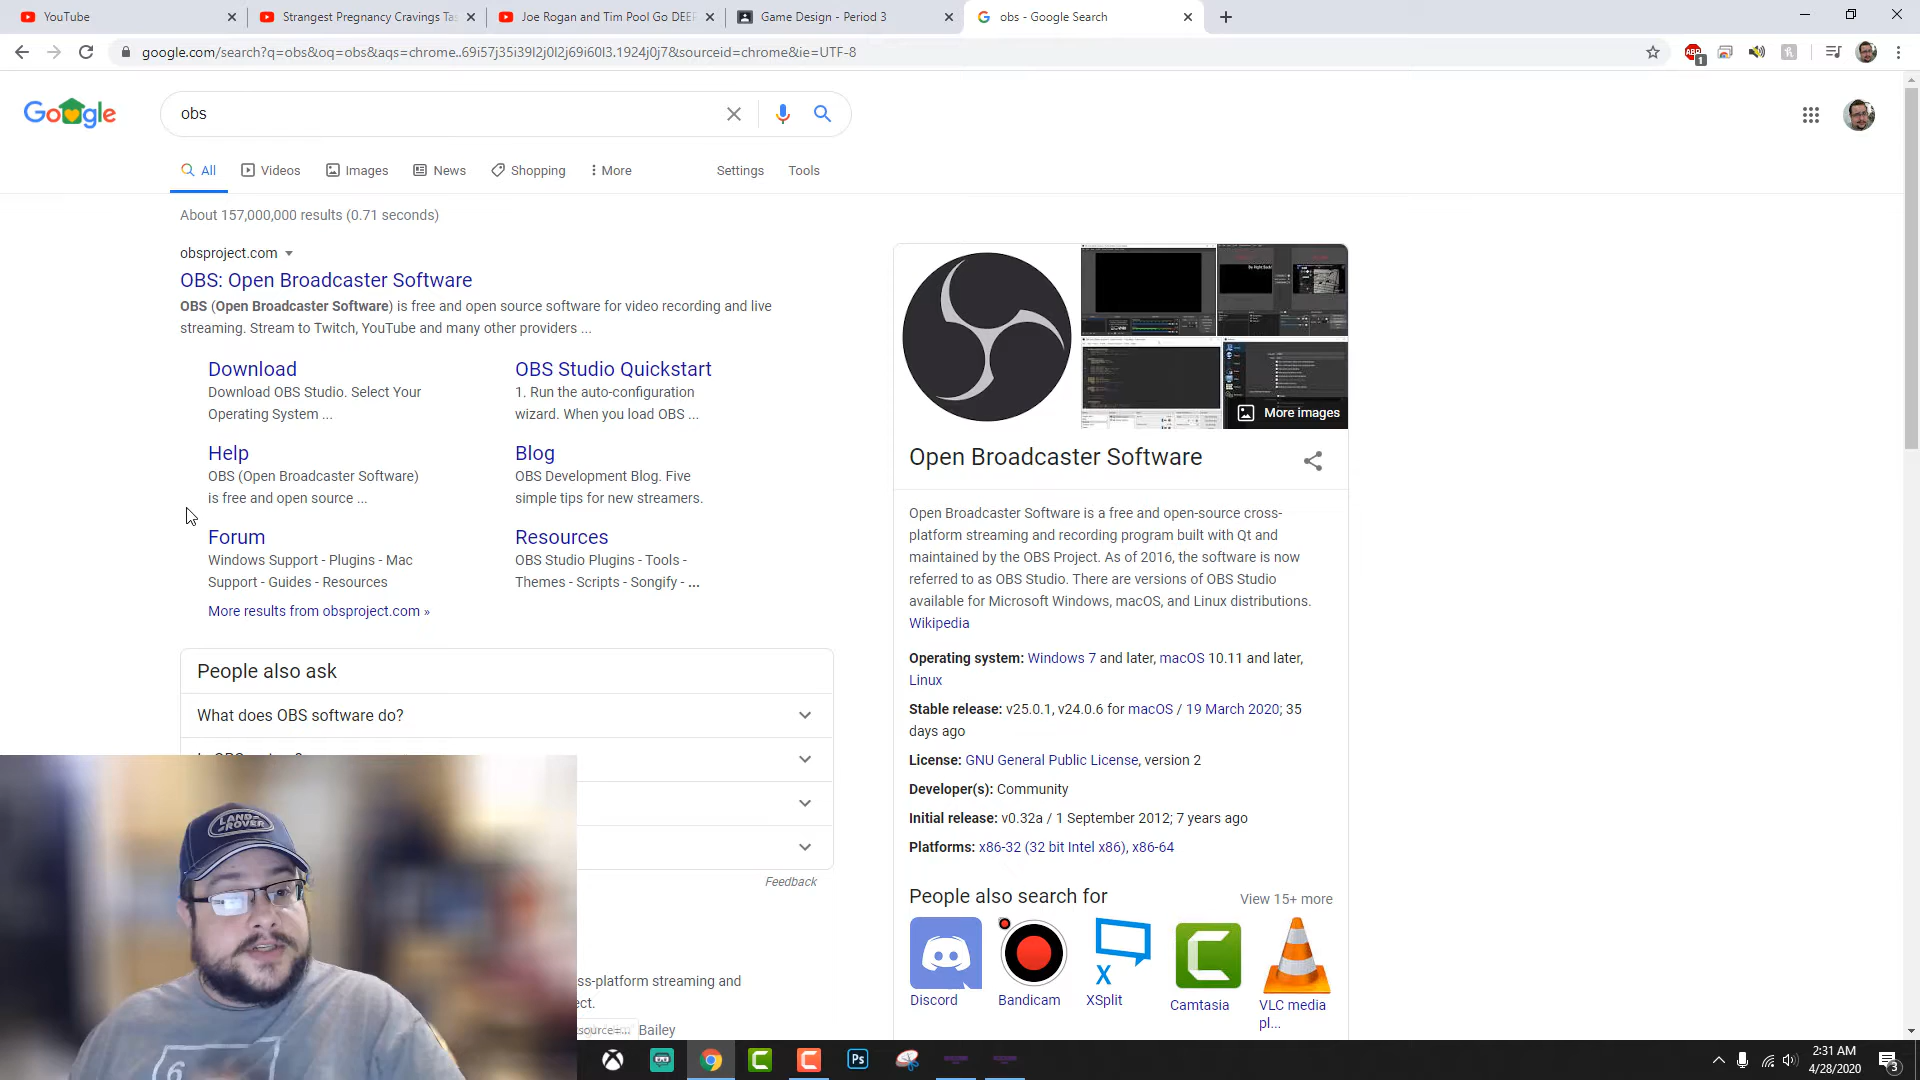 YouTube
Strangest Pregnancy Cravings Tas
Joe Rogan and Tim Pool Go DEEP
Game Design - Period 3
obs - Google Search
google.com/search?q=obs&oq=obs&aqs=chrome..69i57j35i39l2j0l2j69i60l3.1924j0j7&sourceid=chrome&ie=UTF-8
ABP
1
Google
obs
All
Videos
Images
News
Shopping
More
Settings
Tools
About 157,000,000 results (0.71 seconds)
obsproject.com
OBS: Open Broadcaster Software
OBS (Open Broadcaster Software) is free and open source software for video recording and live
streaming. Stream to Twitch, YouTube and many other providers ...
Download
Download OBS Studio. Select Your
Operating System ...
OBS Studio Quickstart
1. Run the auto-configuration
wizard. When you load OBS ...
Help
OBS (Open Broadcaster Software)
is free and open source ...
Blog
OBS Development Blog. Five
simple tips for new streamers.
Forum
Windows Support - Plugins - Mac
Support - Guides - Resources
Resources
OBS Studio Plugins - Tools -
Themes - Scripts - Songify - ...
More results from obsproject.com »
People also ask
What does OBS software do?
Feedback
ss-platform streaming and
ect.
source=...
Bailey
More images
Open Broadcaster Software
Open Broadcaster Software is a free and open-source cross-
platform streaming and recording program built with Qt and
maintained by the OBS Project. As of 2016, the software is now
referred to as OBS Studio. There are versions of OBS Studio
available for Microsoft Windows, macOS, and Linux distributions.
Wikipedia
Operating system: Windows 7 and later, macOS 10.11 and later,
Linux
Stable release: v25.0.1, v24.0.6 for macOS / 19 March 2020; 35
days ago
License: GNU General Public License, version 2
Developer(s): Community
Initial release: v0.32a / 1 September 2012; 7 years ago
Platforms: x86-32 (32 bit Intel x86), x86-64
People also search for
View 15+ more
Discord
Bandicam
XSplit
Camtasia
VLC media
pl...
LAND-
ROVER
6
Ps
2:31 AM
4/28/2020
3